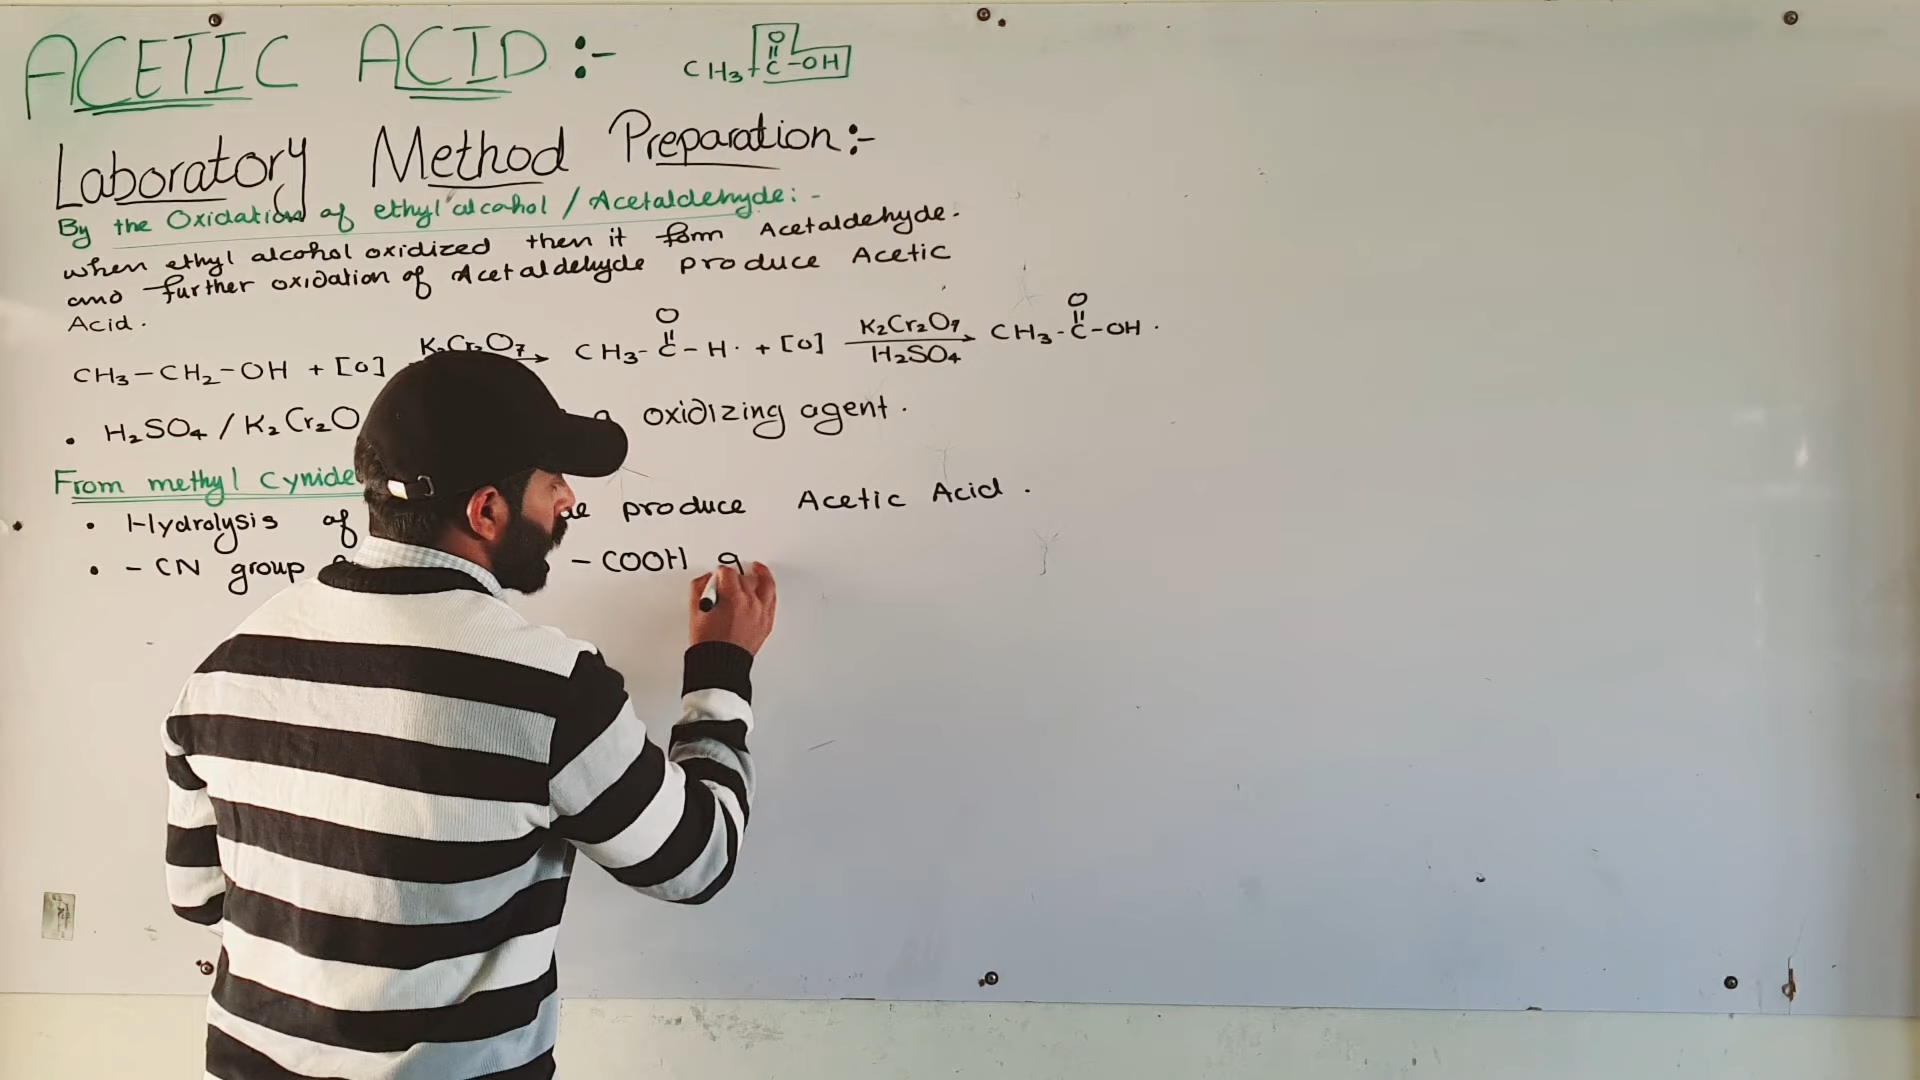 ACETIC ACID :-
CH3-C-OH
O
Laboratory Method Preparation:-
By the Oxidation of ethyl alcohol / Acetaldehyde:-
when ethyl alcohol oxidized then it form Acetaldehyde.
and further oxidation of Acetaldehyde produce Acetic
Acid.
CH3-CH2-OH + [O] K2Cr2O7 → CH3-C-H. + [O] K2Cr2O7 → CH3-C-OH.
O H2SO4 O
• H2SO4 / K2Cr2O oxidizing agent.
From methyl Cynide
• Hydrolysis of produce Acetic Acid.
• - CN group - COOH g